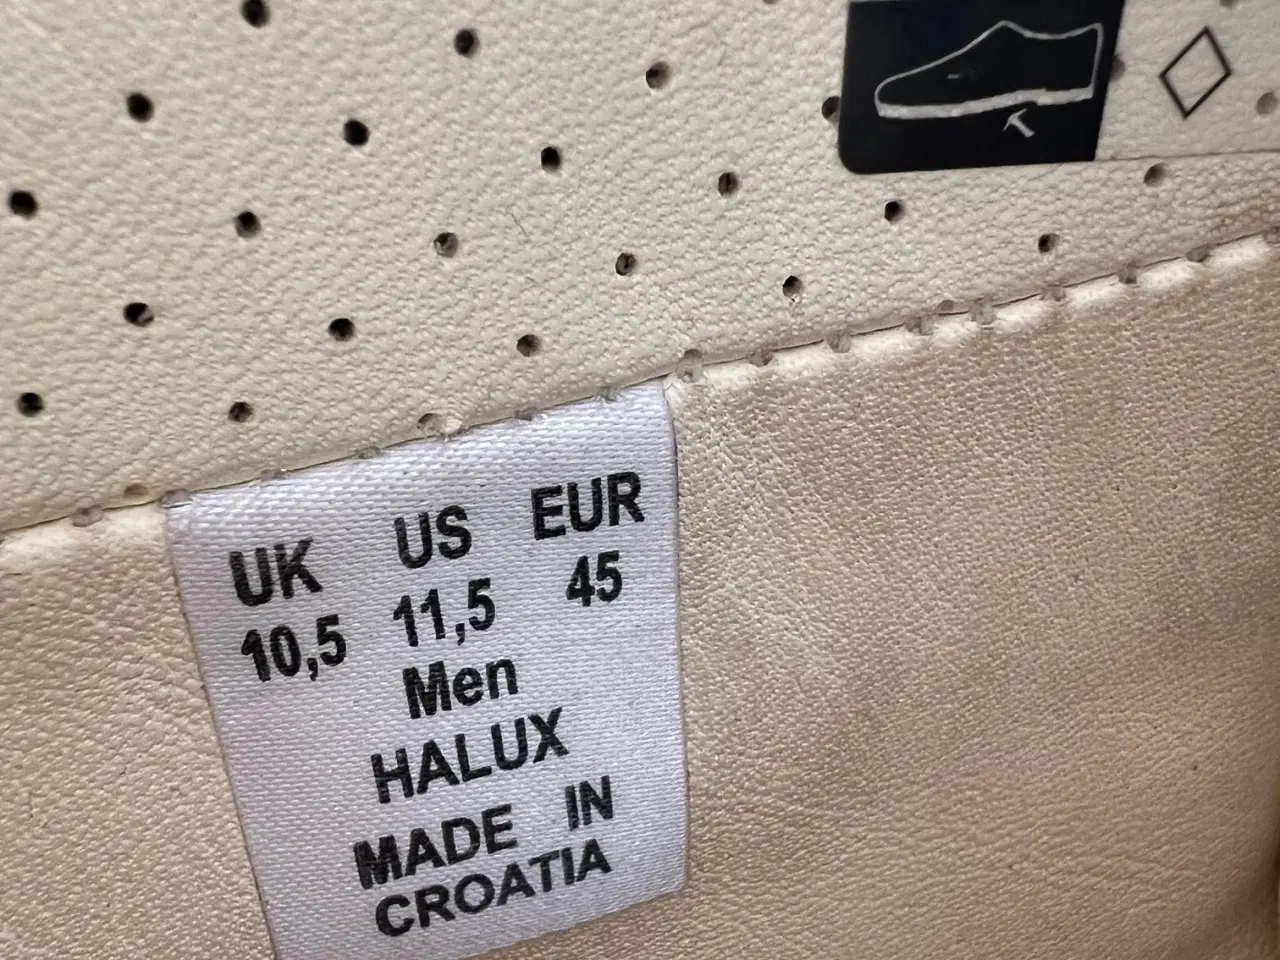 UK US EUR
10,5 11,5 45
Men
HALUX
MADE IN
CROATIA